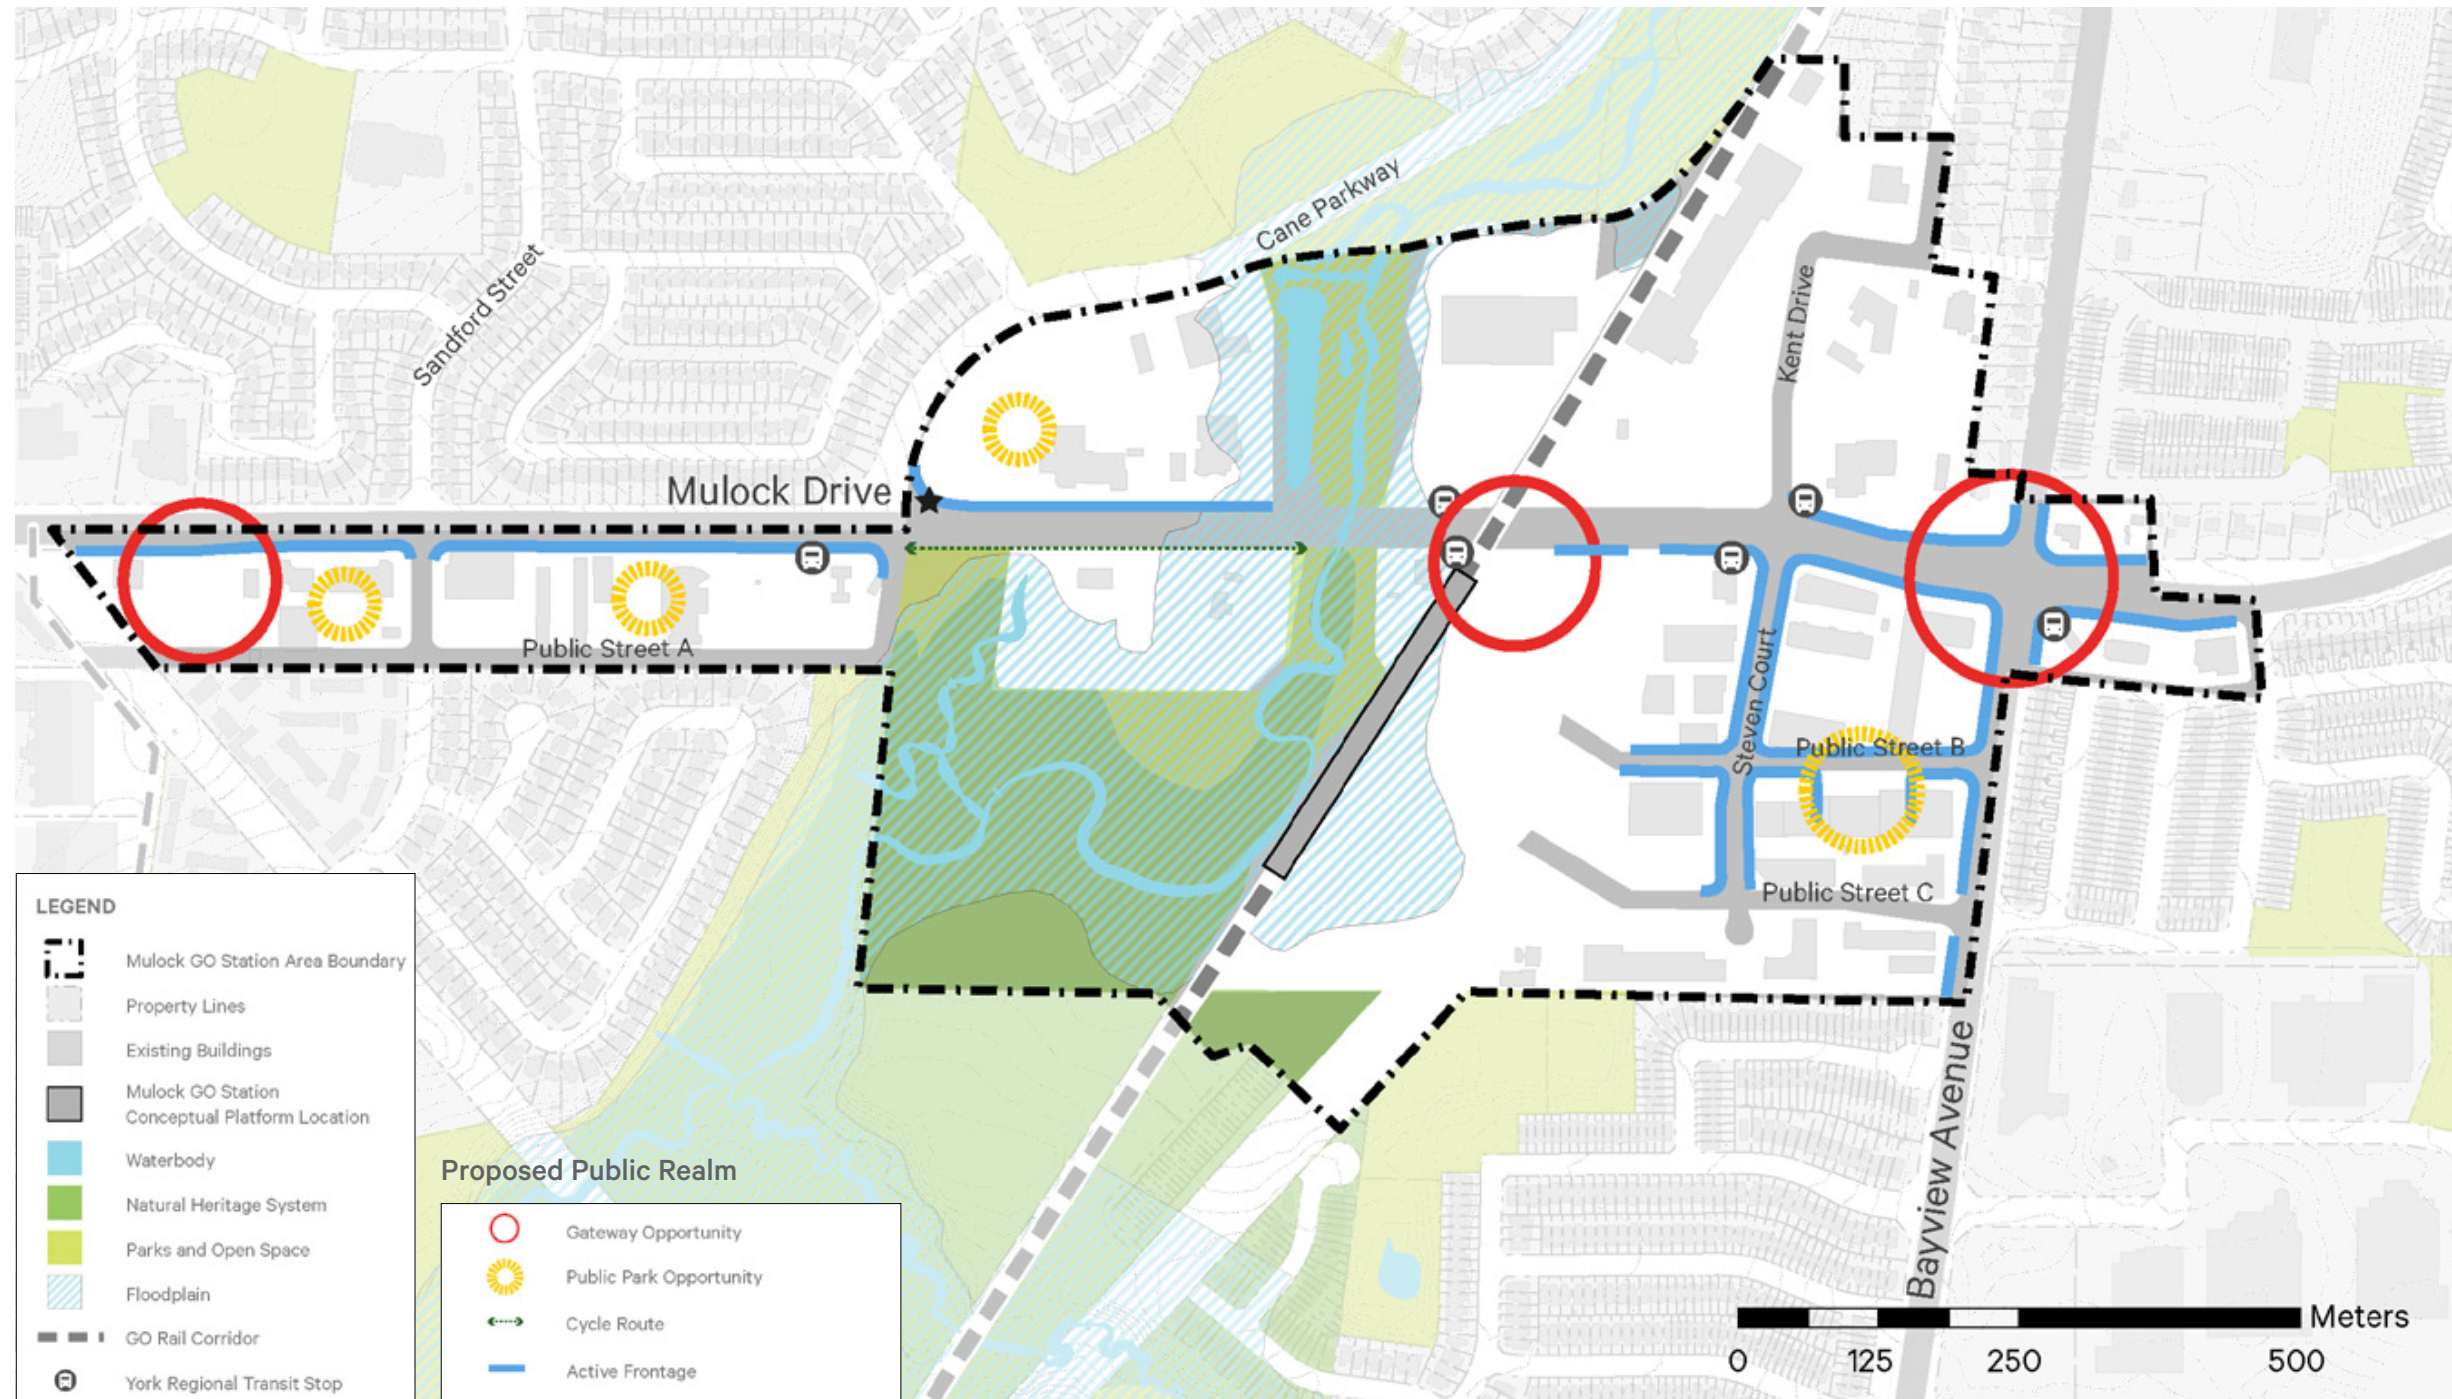 Cane Parkway
Sandford Street
Kent Drive
Mulock Drive
Public Street A
Steven Court
Public Street B
Public Street C
Bayview Avenue
LEGEND
Mulock GO Station Area Boundary
Property Lines
Existing Buildings
Mulock GO Station
Conceptual Platform Location
Waterbody
Natural Heritage System
Parks and Open Space
Floodplain
GO Rail Corridor
York Regional Transit Stop
Proposed Public Realm
Gateway Opportunity
Public Park Opportunity
Cycle Route
Active Frontage
Meters
0 125 250 500